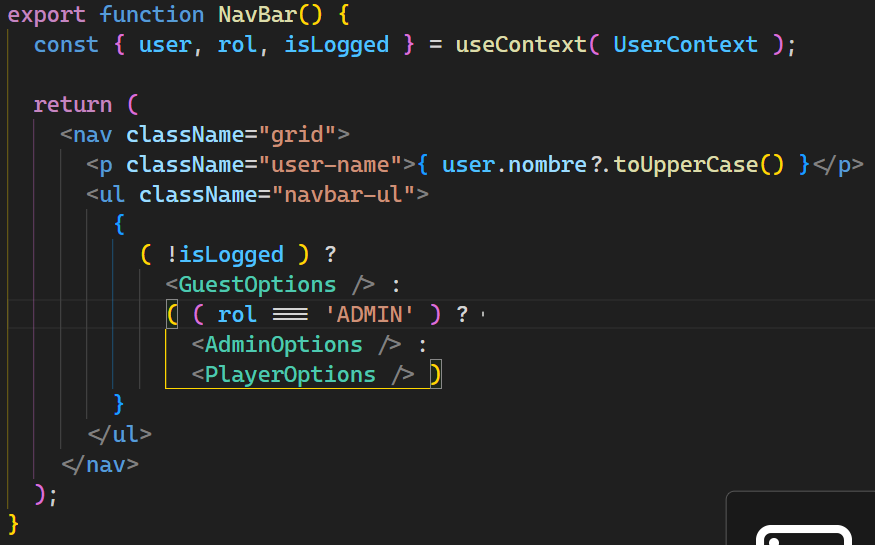 export function NavBar() {
const { user, rol, isLogged } = useContext( UserContext );
return (
<nav className="grid">
<p className="user-name">{ user.nombre?.toUpperCase() }</p>
<ul className="navbar-ul">
{
( !isLogged ) ?
<GuestOptions /> :
( ( rol === 'ADMIN' ) ?
<AdminOptions /> :
<PlayerOptions /> )
}
</ul>
</nav>
);
}